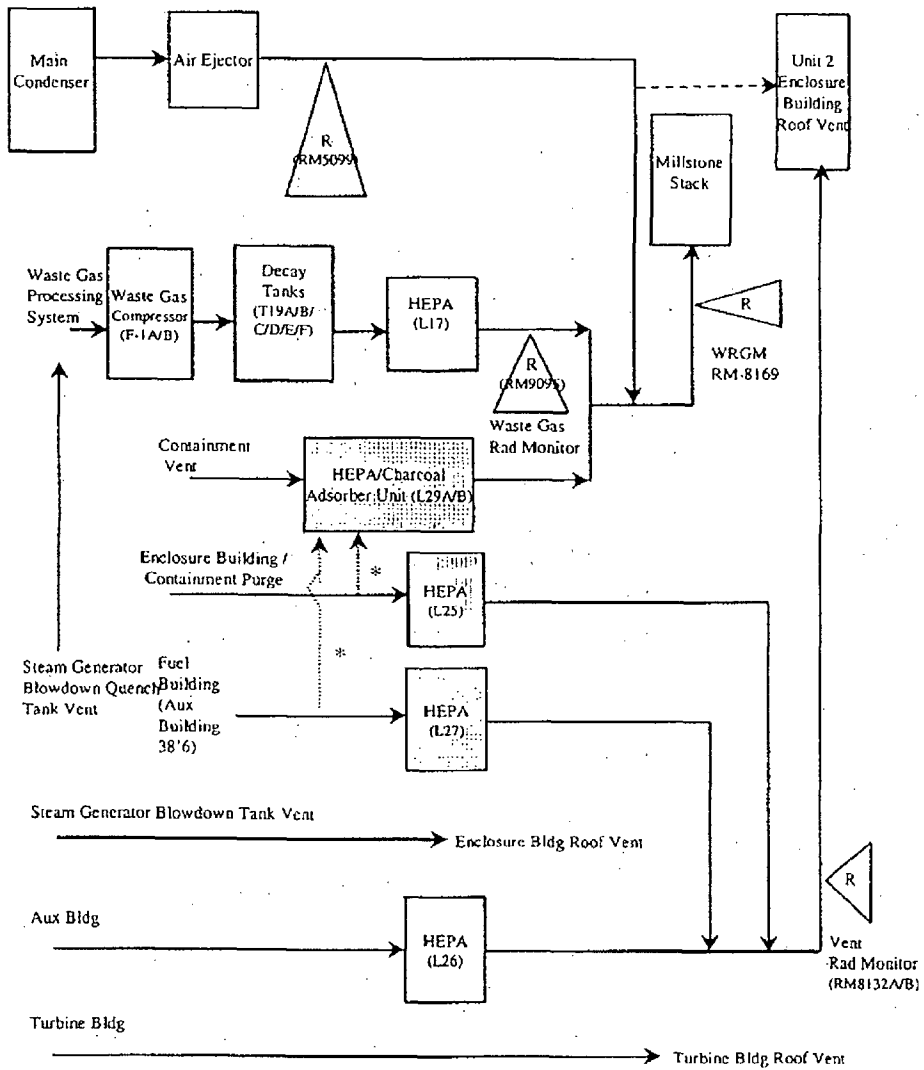 Main
Condenser
Air Ejector
R
(RM5099)
Unit 2
Enclosure
Building
Roof Vent
Millstone
Stack
Waste Gas
Processing
System
Waste Gas
Compressor
(F-1A/B)
Decay
Tanks
(T19A/B/
C/D/E/F)
HEPA
(L17)
R
(RM9095)
Waste Gas
Rad Monitor
R
WRGM
RM-8169
Containment
Vent
HEPA/Charcoal
Adsorber Unit (L29A/B)
Enclosure Building /
Containment Purge
*
HEPA
(L25)
*
Steam Generator
Blowdown Quench
Tank Vent
Fuel
Building
(Aux
Building
38'6)
HEPA
(L27)
Steam Generator Blowdown Tank Vent
Enclosure Bldg Roof Vent
R
Aux Bldg
HEPA
(L26)
Vent
Rad Monitor
(RM8132A/B)
Turbine Bldg
Turbine Bldg Roof Vent